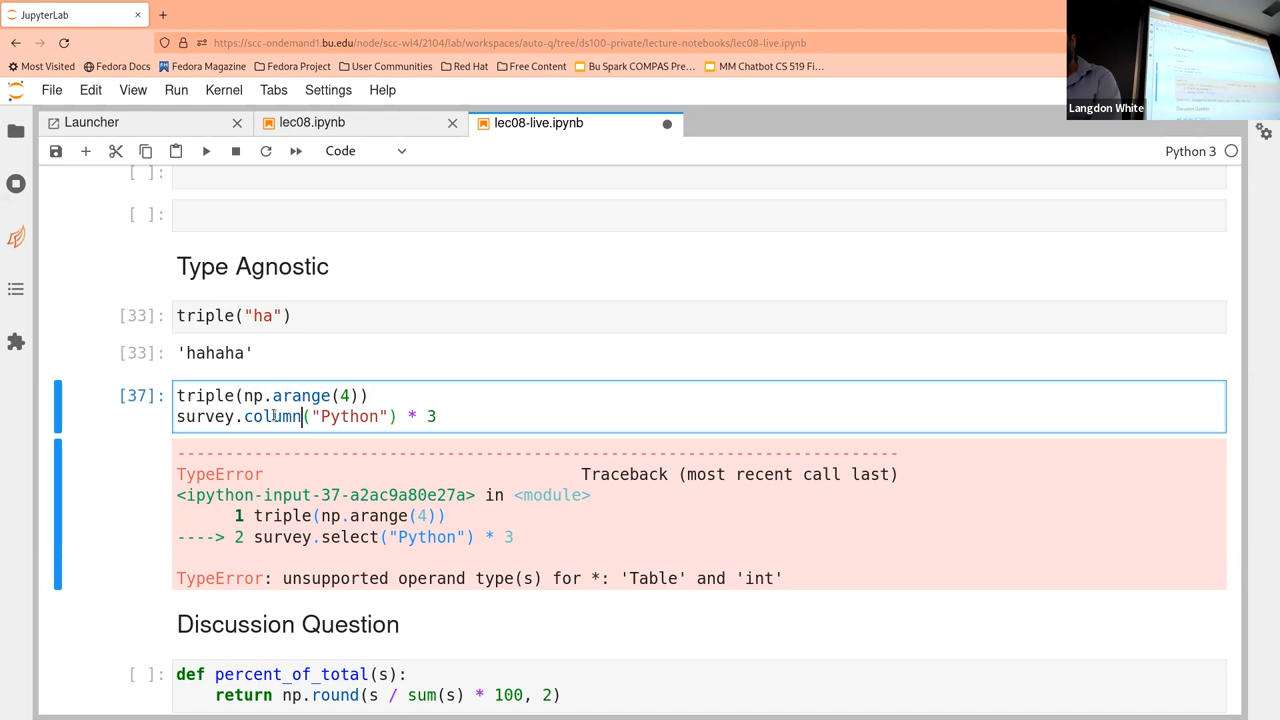 JupyterLab
https://scc-ondemand1.bu.edu/node/scc-wl4/2104/lab/workspaces/auto-q/tree/ds100-private/lecture-notebooks/lec08-live.ipynb
Most Visited Fedora Docs Fedora Magazine Fedora Project User Communities Red Hat Free Content Bu Spark COMPAS Pre… MM Chatbot CS 519 Fi…
Langdon White
File Edit View Run Kernel Tabs Settings Help
Launcher lec08.ipynb lec08-live.ipynb
Code Python 3
[ ]:
[ ]:
Type Agnostic
[33]: triple("ha")
[33]: 'hahaha'
[37]: triple(np.arange(4))
survey.column("Python") * 3
---------------------------------------------------------------------------
TypeError Traceback (most recent call last)
<ipython-input-37-a2ac9a80e27a> in <module>
1 triple(np.arange(4))
----> 2 survey.select("Python") * 3
TypeError: unsupported operand type(s) for *: 'Table' and 'int'
Discussion Question
[ ]: def percent_of_total(s):
return np.round(s / sum(s) * 100, 2)